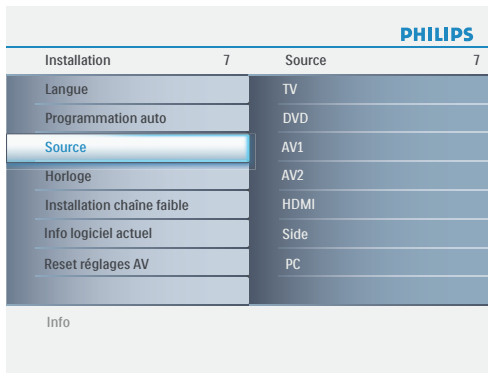 PHILIPS
Installation 7 Source 7
Langue TV
Programmation auto DVD
Source AV1
Horloge AV2
Installation chaîne faible HDMI
Info logiciel actuel Side
Reset réglages AV PC
Info